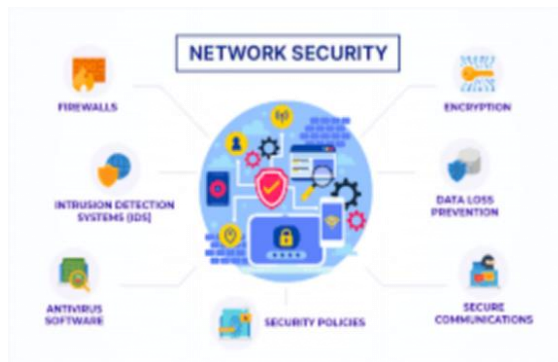 NETWORK SECURITY
FIREWALLS
ENCRYPTION
INTRUSION DETECTION
SYSTEMS (IDS)
DATA LOSS
PREVENTION
ANTIVIRUS
SOFTWARE
SECURITY POLICIES
SECURE
COMMUNICATIONS